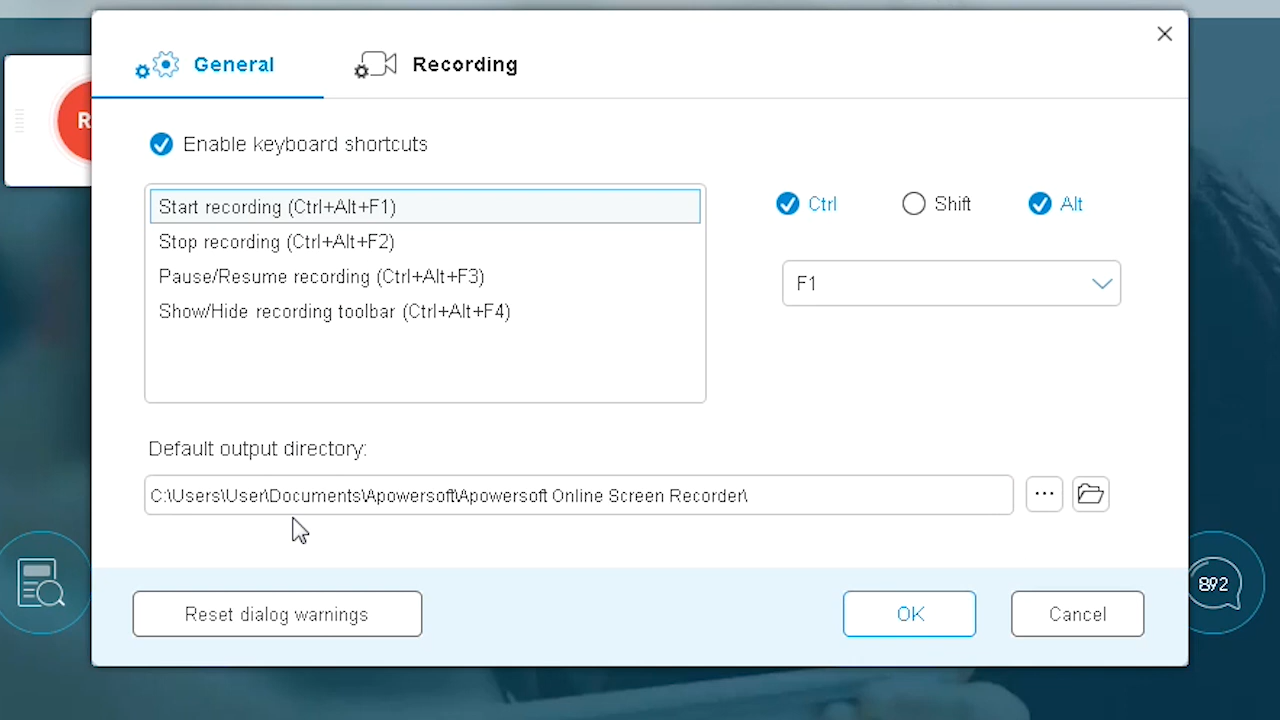 General
Recording
R
Enable keyboard shortcuts
Start recording (Ctrl+Alt+F1)
Stop recording (Ctrl+Alt+F2)
Pause/Resume recording (Ctrl+Alt+F3)
Show/Hide recording toolbar (Ctrl+Alt+F4)
Ctrl
Shift
Alt
F1
Default output directory:
C:\Users\User\Documents\Apowersoft\Apowersoft Online Screen Recorder\
...
892
Reset dialog warnings
OK
Cancel